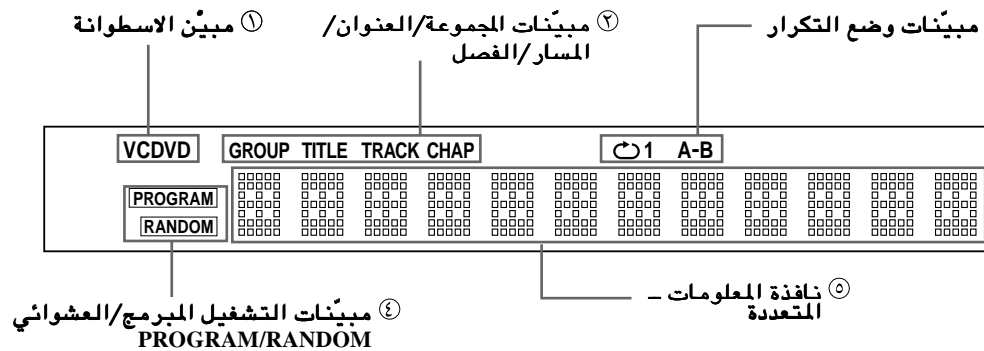 مبيّنات وضع التكرار
② مبيّنات المجموعة/العنوان/
المسار/الفصل
① مبيّن الاسطوانة
VCDVD GROUP TITLE TRACK CHAP 1 A-B
PROGRAM
RANDOM
⑤ نافذة المعلومات –
المتعددة
④ مبيّنات التشغيل المبرمج/العشوائي
PROGRAM/RANDOM